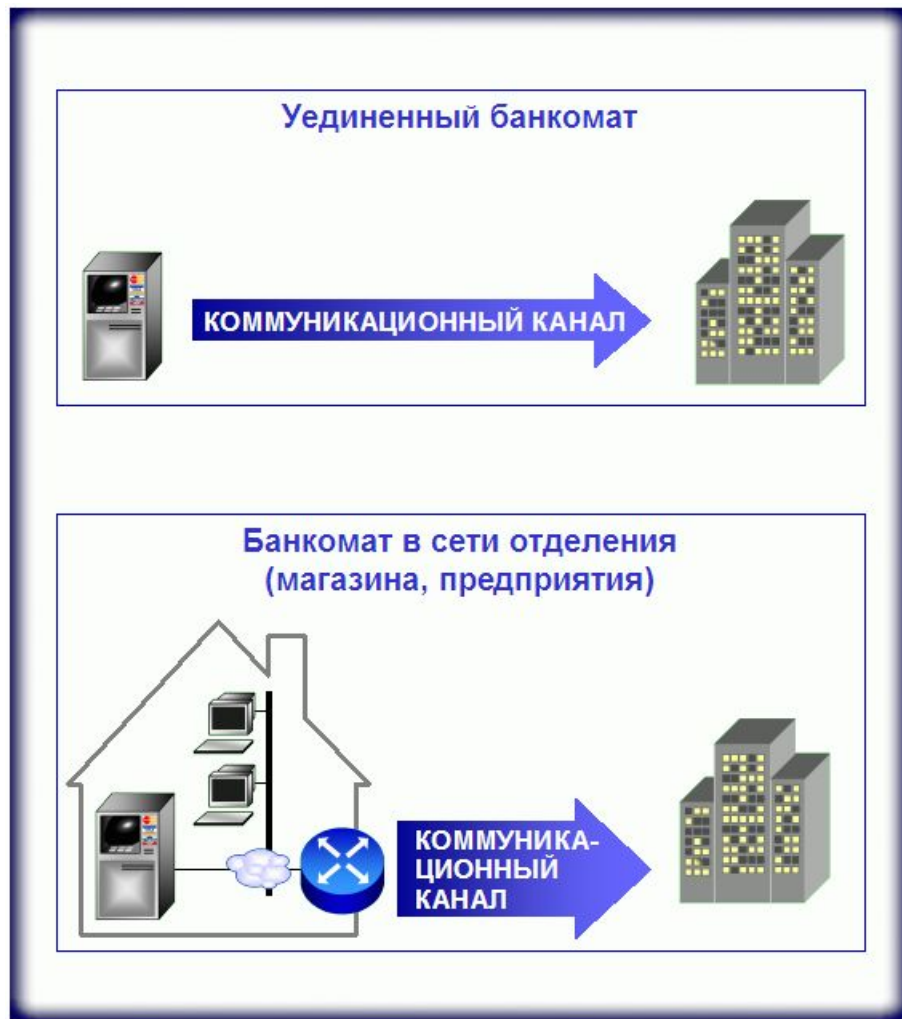 Уединенный банкомат
КОММУНИКАЦИОННЫЙ КАНАЛ
Банкомат в сети отделения
(магазина, предприятия)
КОММУНИКА-
ЦИОННЫЙ
КАНАЛ